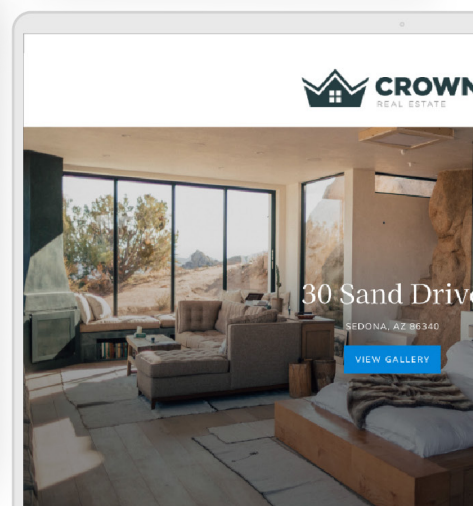 CROWN
REAL ESTATE
30 Sand Drive
SEDONA, AZ 86340
VIEW GALLERY